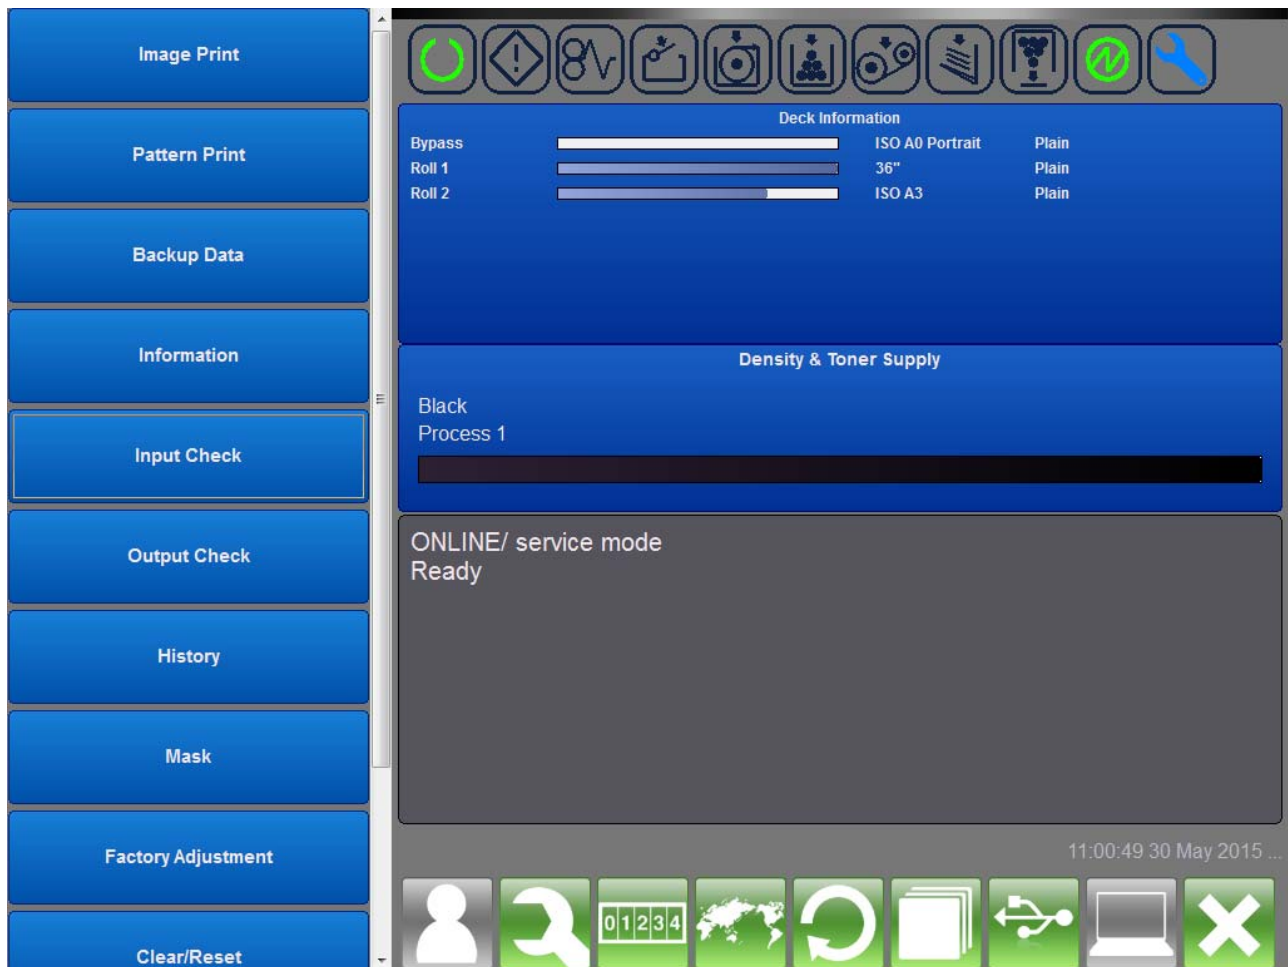 Image Print
Pattern Print
Backup Data
Information
Input Check
Output Check
History
Mask
Factory Adjustment
Clear/Reset
Deck Information
Bypass ISO A0 Portrait Plain
Roll 1 36" Plain
Roll 2 ISO A3 Plain
Density & Toner Supply
Black
Process 1
ONLINE/ service mode
Ready
11:00:49 30 May 2015 ...
01234